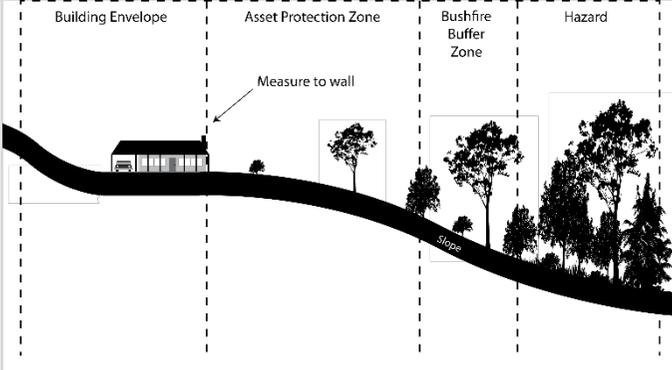 Building Envelope
Asset Protection Zone
Bushfire
Buffer
Zone
Hazard
Measure to wall
Slope